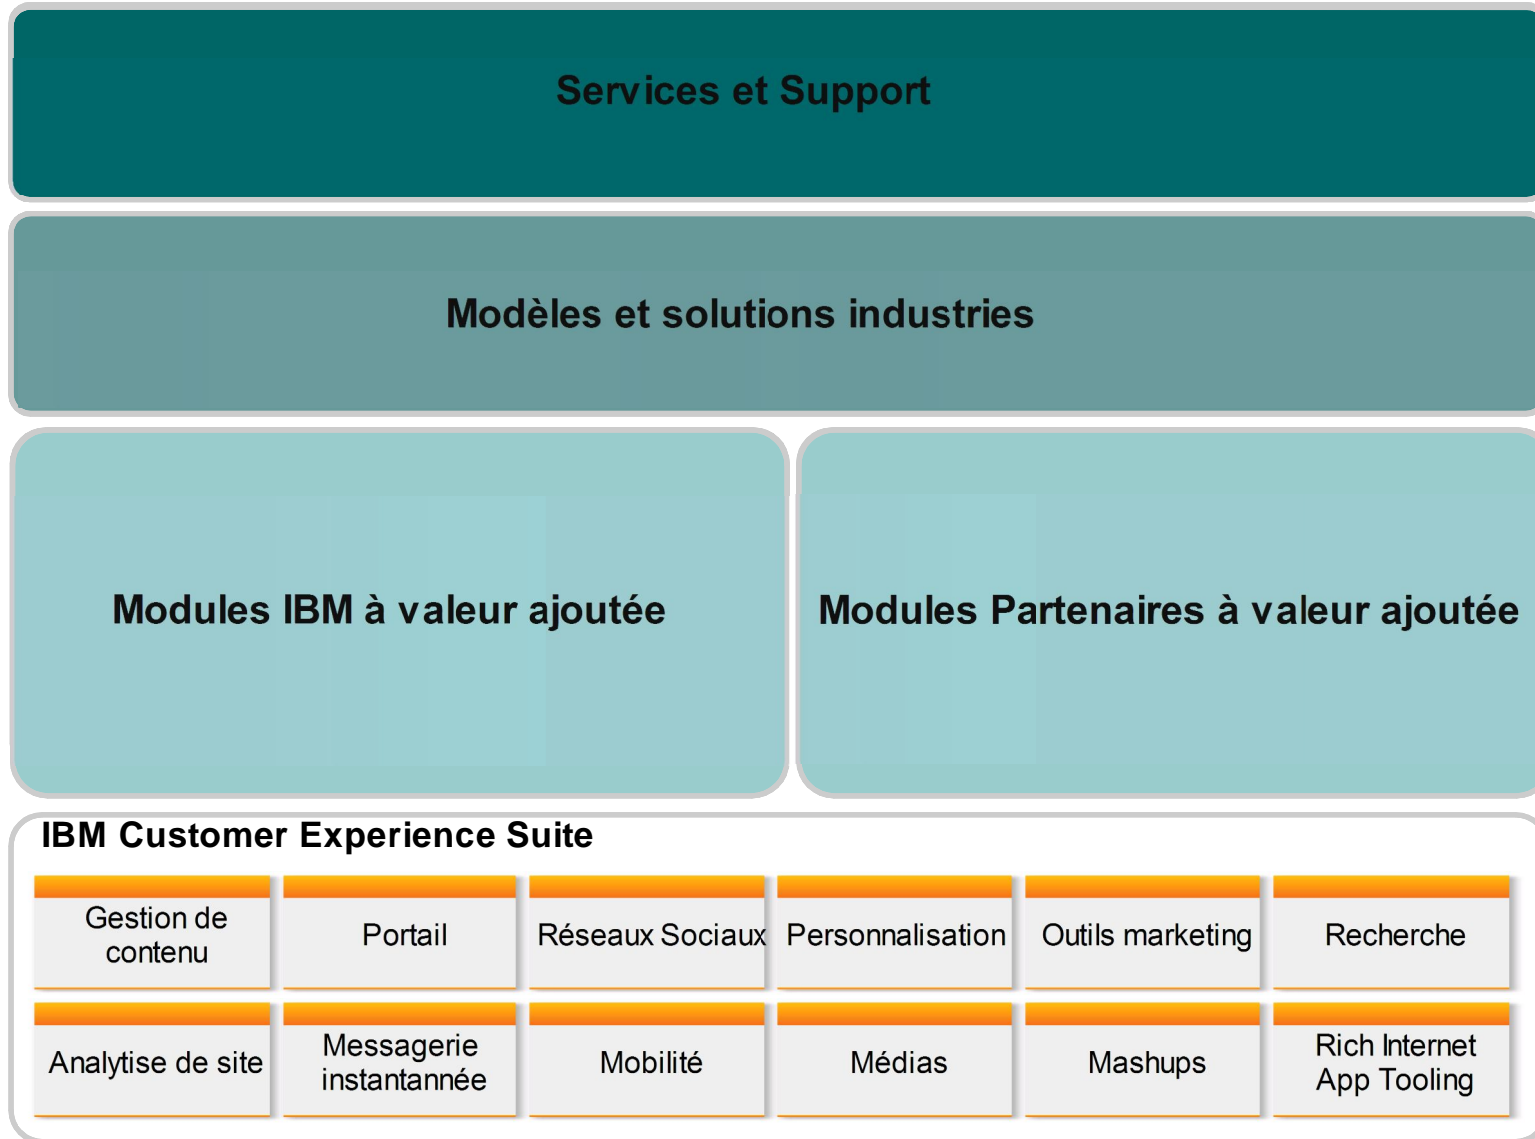 Services et Support
Modèles et solutions industries
Modules IBM à valeur ajoutée
Modules Partenaires à valeur ajoutée
IBM Customer Experience Suite
Gestion de
contenu
Portail
Réseaux Sociaux
Personnalisation
Outils marketing
Recherche
Analytise de site
Messagerie
instantannée
Mobilité
Médias
Mashups
Rich Internet
App Tooling